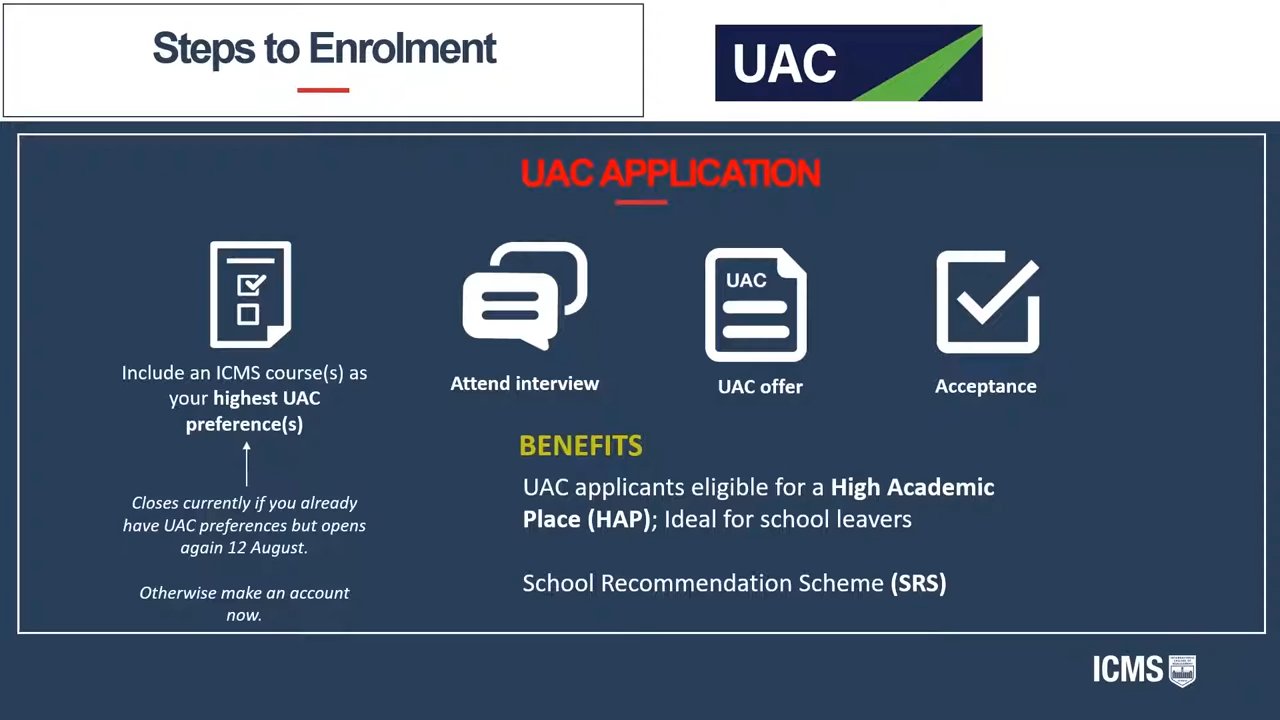 Steps to Enrolment
UAC
UAC APPLICATION
UAC
Include an ICMS course(s) as
your highest UAC
preference(s)
Attend interview
UAC offer
Acceptance
Closes currently if you already
have UAC preferences but opens
again 12 August.
Otherwise make an account
now.
BENEFITS
UAC applicants eligible for a High Academic
Place (HAP); Ideal for school leavers
School Recommendation Scheme (SRS)
ICMS